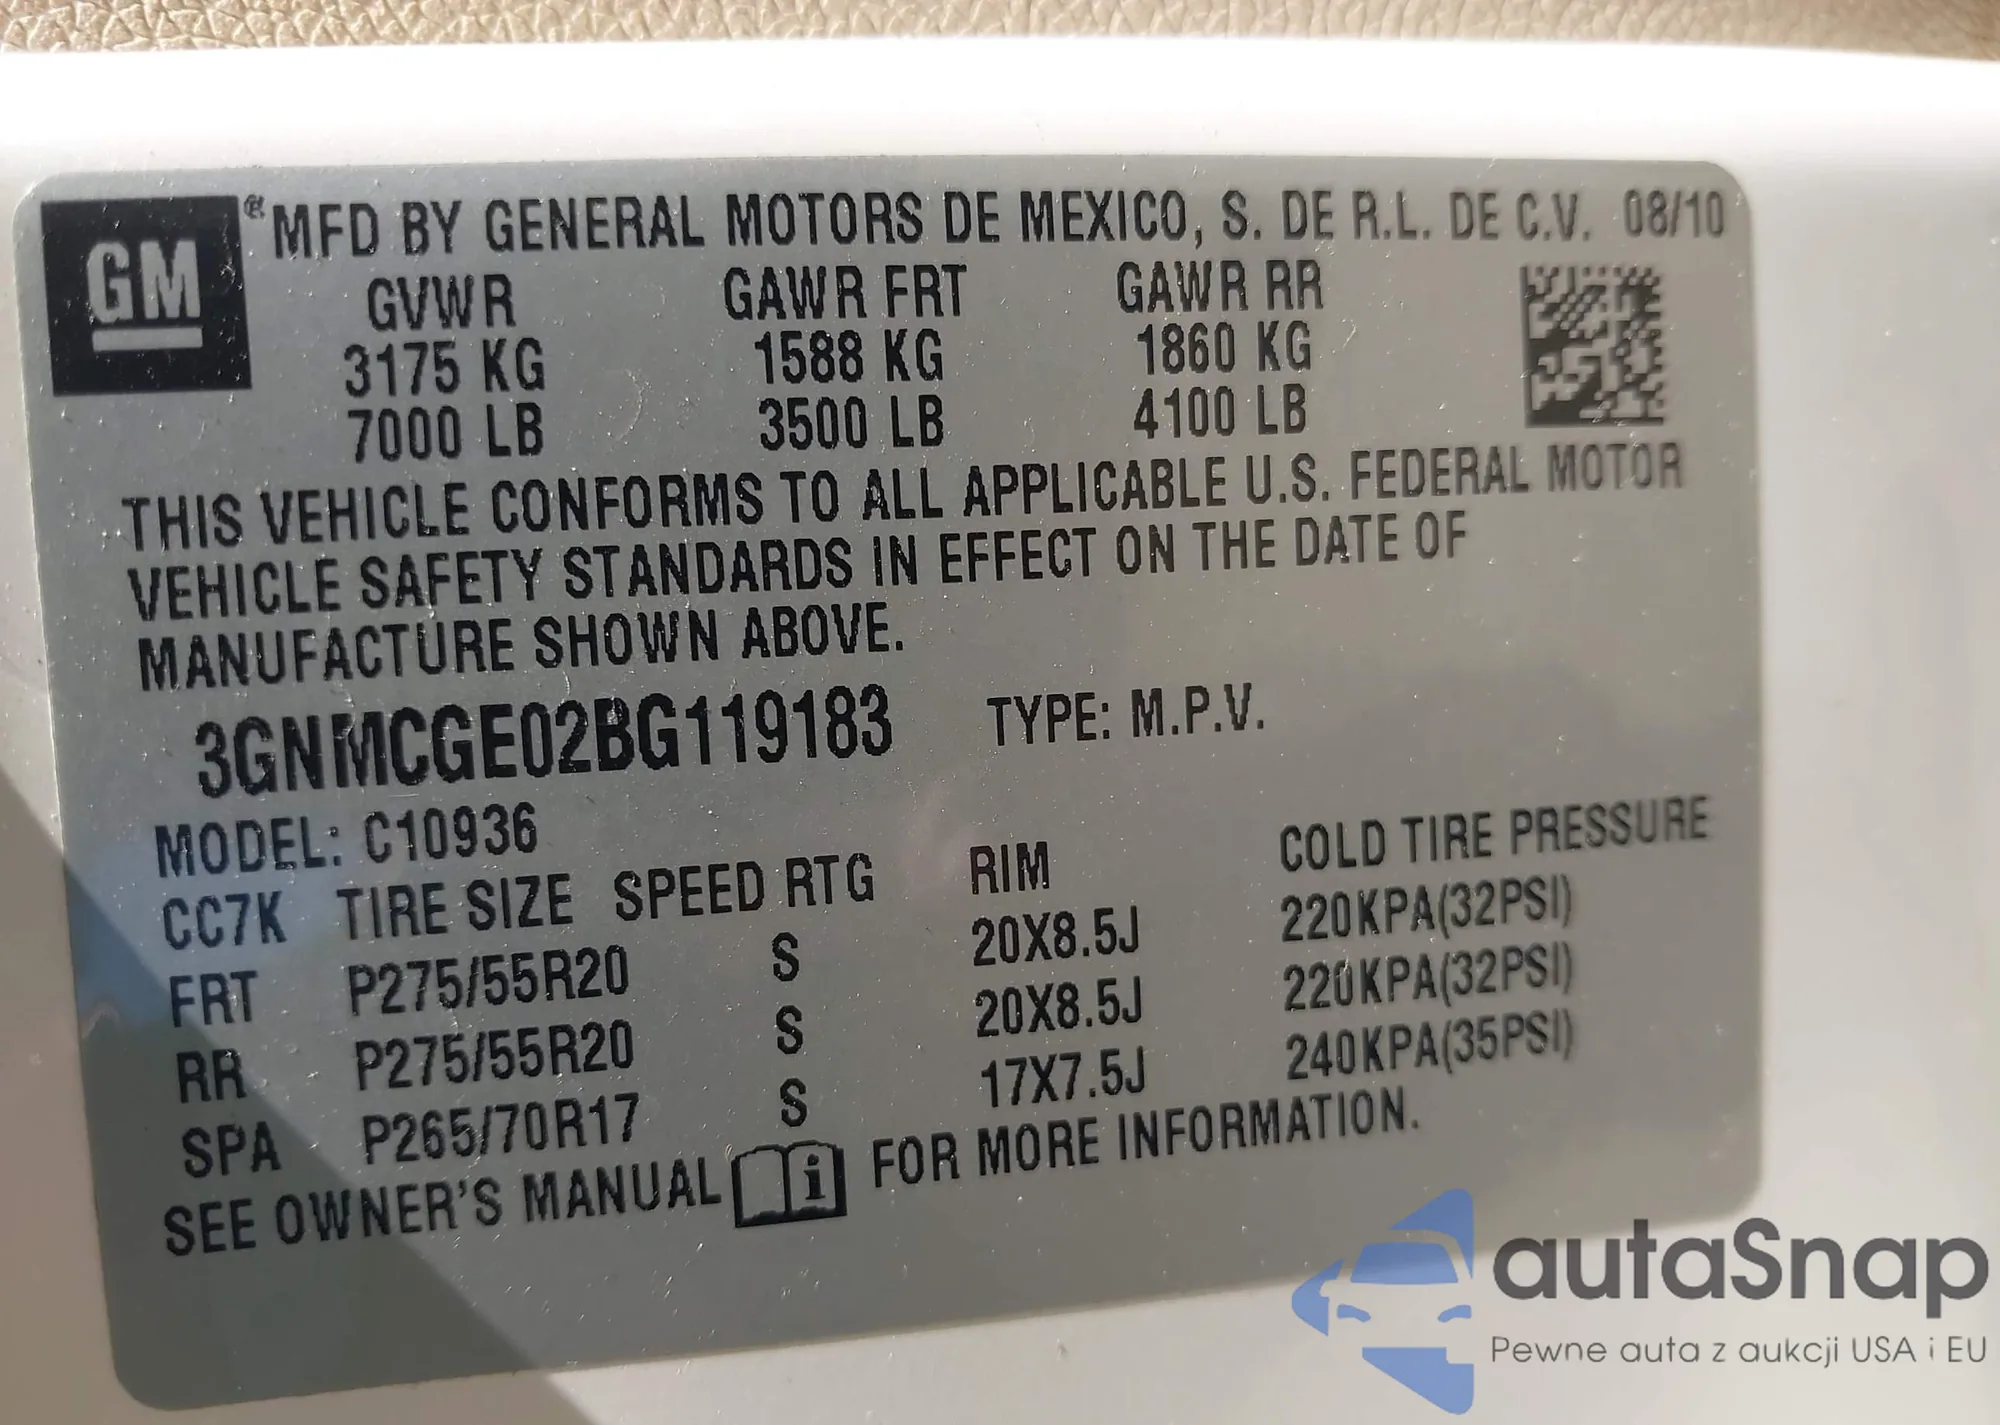 GM
® MFD BY GENERAL MOTORS DE MEXICO, S. DE R.L. DE C.V. 08/10
GVWR GAWR FRT GAWR RR
3175 KG 1588 KG 1860 KG
7000 LB 3500 LB 4100 LB
THIS VEHICLE CONFORMS TO ALL APPLICABLE U.S. FEDERAL MOTOR
VEHICLE SAFETY STANDARDS IN EFFECT ON THE DATE OF
MANUFACTURE SHOWN ABOVE.
3GNMCGE02BG119183 TYPE: M.P.V.
MODEL: C10936
CC7K TIRE SIZE SPEED RTG RIM COLD TIRE PRESSURE
FRT P275/55R20 S 20X8.5J 220KPA(32PSI)
RR P275/55R20 S 20X8.5J 220KPA(32PSI)
SPA P265/70R17 S 17X7.5J 240KPA(35PSI)
SEE OWNER'S MANUAL i FOR MORE INFORMATION.
autaSnap
Pewne auta z aukcji USA i EU